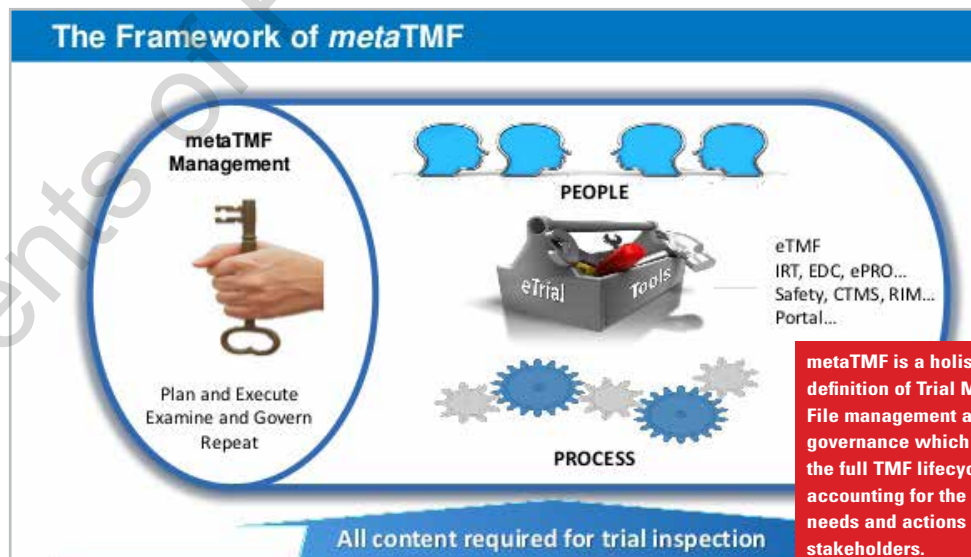 The Framework of metaTMF
metaTMF
Management
Plan and Execute
Examine and Govern
Repeat
PEOPLE
eTrial Tools
eTMF
IRT, EDC, ePRO...
Safety, CTMS, RIM...
Portal...
PROCESS
metaTMF is a
definition of Trial
File management
governance which
the full TMF
accounting for the
needs and actions
stakeholders.
All content required for trial inspection